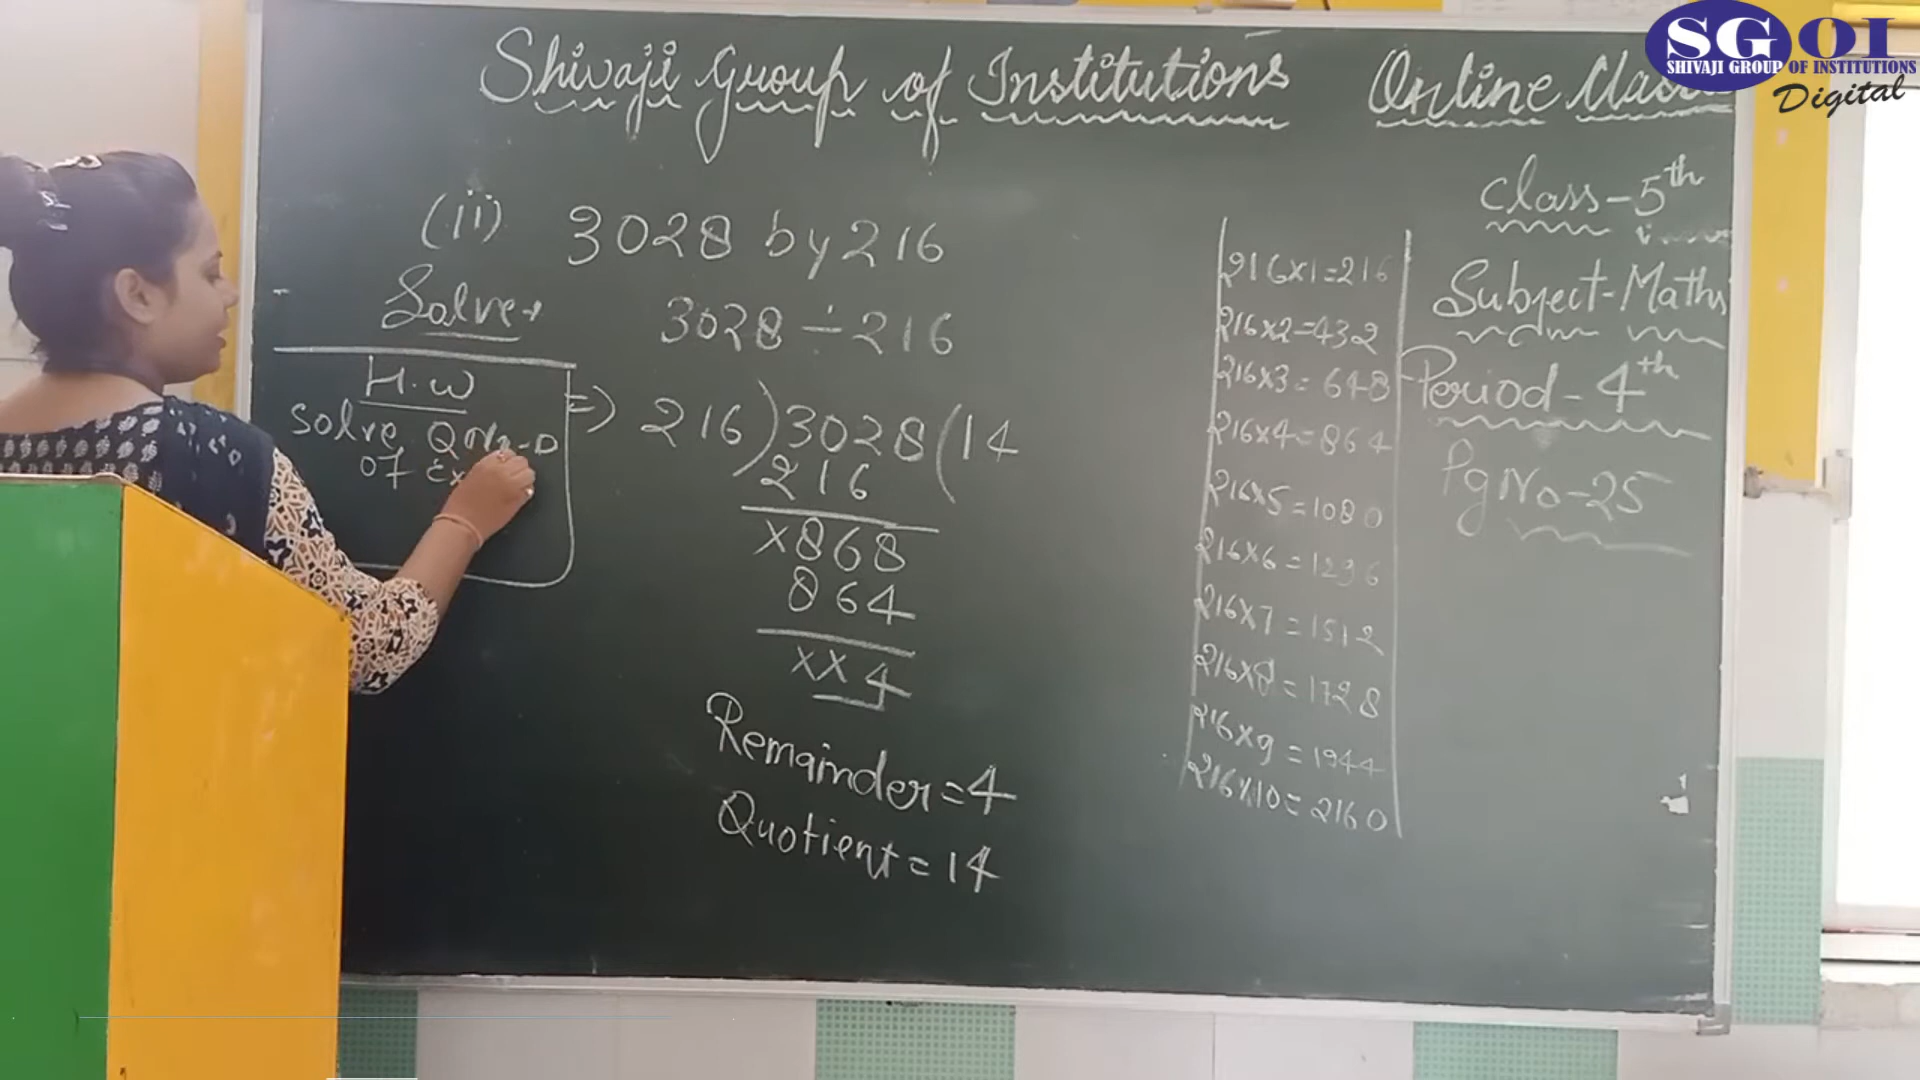 Shivaji Group of Institutions Online Class
SGOI
SHIVAJI GROUP OF INSTITUTIONS
Digital
Class-5th
Subject-Maths
Period-4th
Pg No-25
(ii) 3028 by 216
Solve
3028 ÷ 216
H.W
Solve Q No-D
of Ex
=> 216)3028(14
216
x868
864
xx4
Remainder=4
Quotient=14
216x1=216
216x2=432
216x3=648
216x4=864
216x5=1080
216x6=1296
216x7=1512
216x8=1728
216x9=1944
216x10=2160